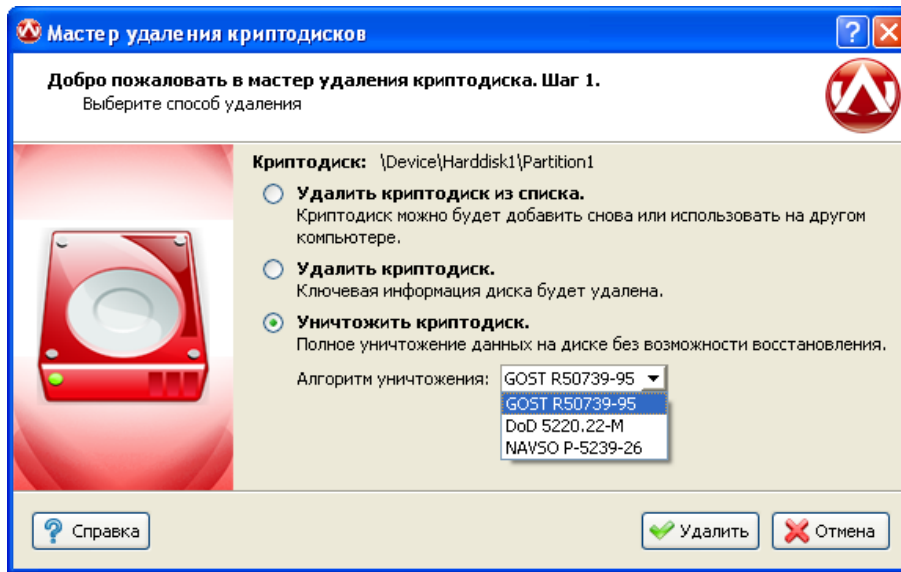 Мастер удаления криптодисков
Добро пожаловать в мастер удаления криптодиска. Шаг 1.
Выберите способ удаления
Криптодиск: \Device\Harddisk1\Partition1
Удалить криптодиск из списка.
Криптодиск можно будет добавить снова или использовать на другом
компьютере.
Удалить криптодиск.
Ключевая информация диска будет удалена.
Уничтожить криптодиск.
Полное уничтожение данных на диске без возможности восстановления.
Алгоритм уничтожения: GOST R50739-95
GOST R50739-95
DoD 5220.22-M
NAVSO P-5239-26
Справка Удалить Отмена